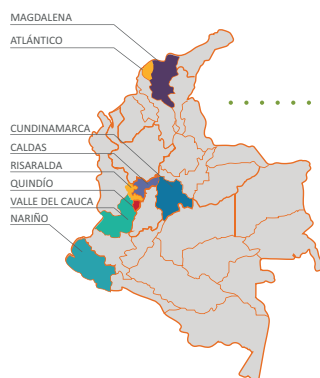 MAGDALENA
ATLÁNTICO
CUNDINAMARCA
CALDAS
RISARALDA
QUINDÍO
VALLE DEL CAUCA
NARIÑO